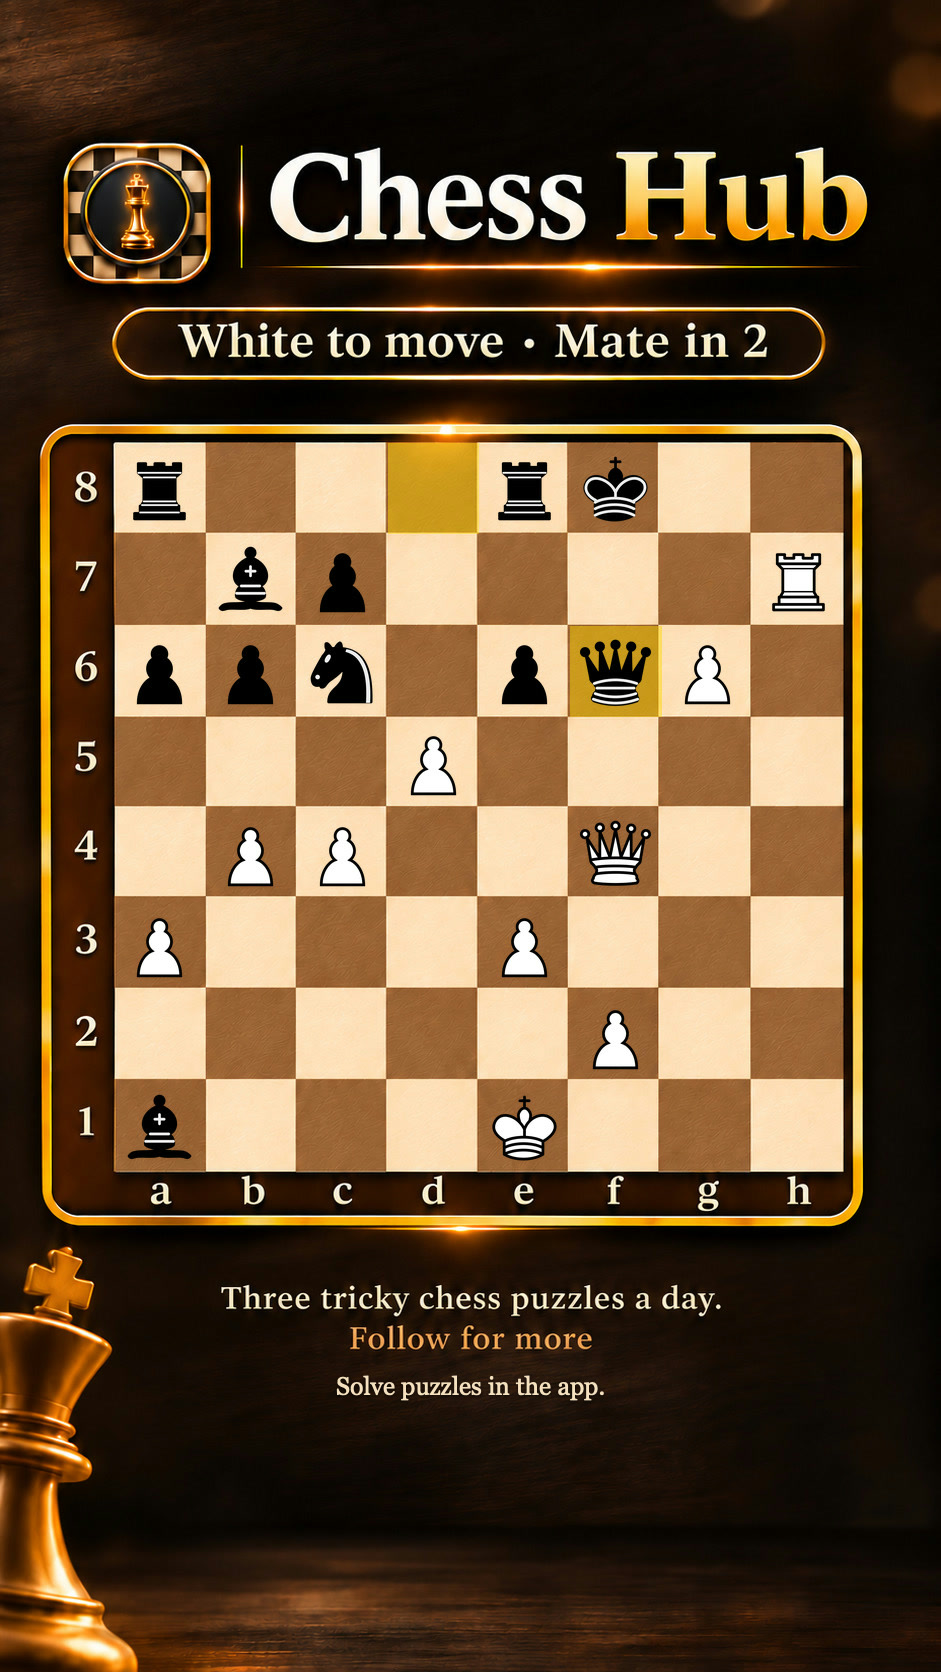 Chess Hub
White to move • Mate in 2
8
7
6
5
4
3
2
1
a b c d e f g h
Three tricky chess puzzles a day.
Follow for more
Solve puzzles in the app.